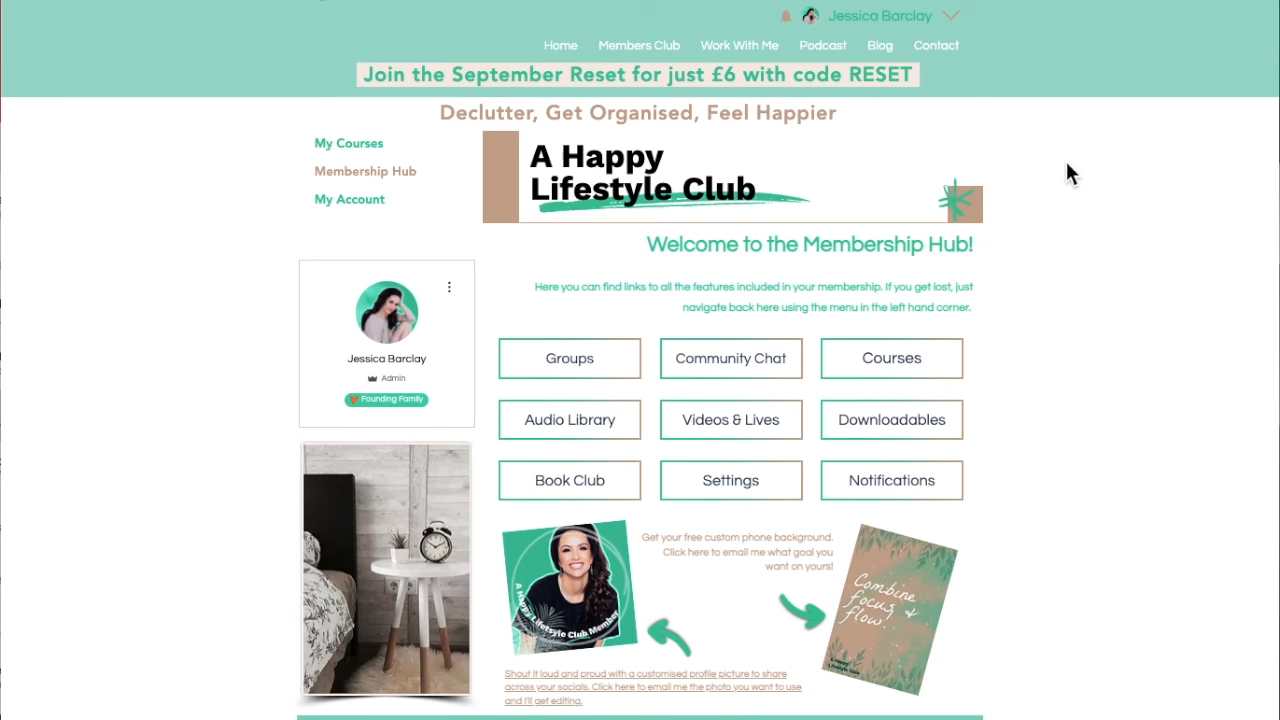 Jessica Barclay
Home Members Club Work With Me Podcast Blog Contact
Join the September Reset for just £6 with code RESET
Declutter, Get Organised, Feel Happier
My Courses
Membership Hub
My Account
A Happy
Lifestyle Club
Welcome to the Membership Hub!
Here you can find links to all the features included in your membership. If you get lost, just
navigate back here using the menu in the left hand corner.
Jessica Barclay
Admin
Founding Family
Groups Community Chat Courses
Audio Library Videos & Lives Downloadables
Book Club Settings Notifications
A Happy Lifetsyle Club Member
Get your free custom phone background.
Click here to email me what goal you
want on yours!
Combine
focus &
flow.
A Happy
Shout it loud and proud with a customised profile picture to share
across your socials. Click here to email me the photo you want to use
and I'll get editing.